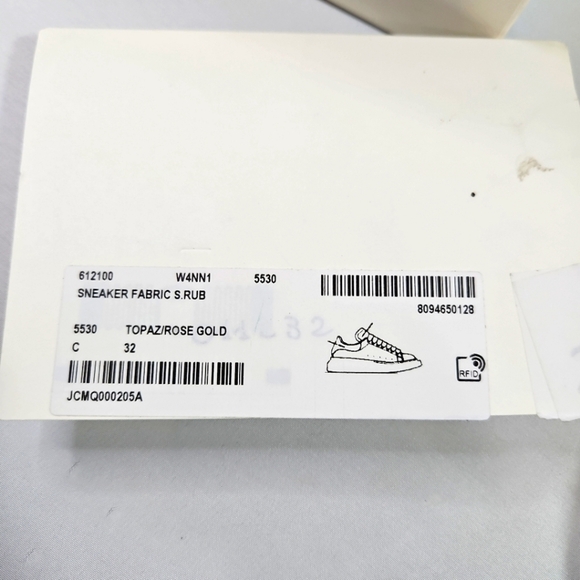 612100 W4NN1 5530
SNEAKER FABRIC S.RUB
8094650128
5530 TOPAZ/ROSE GOLD
C 32
RFID
JCMQ000205A